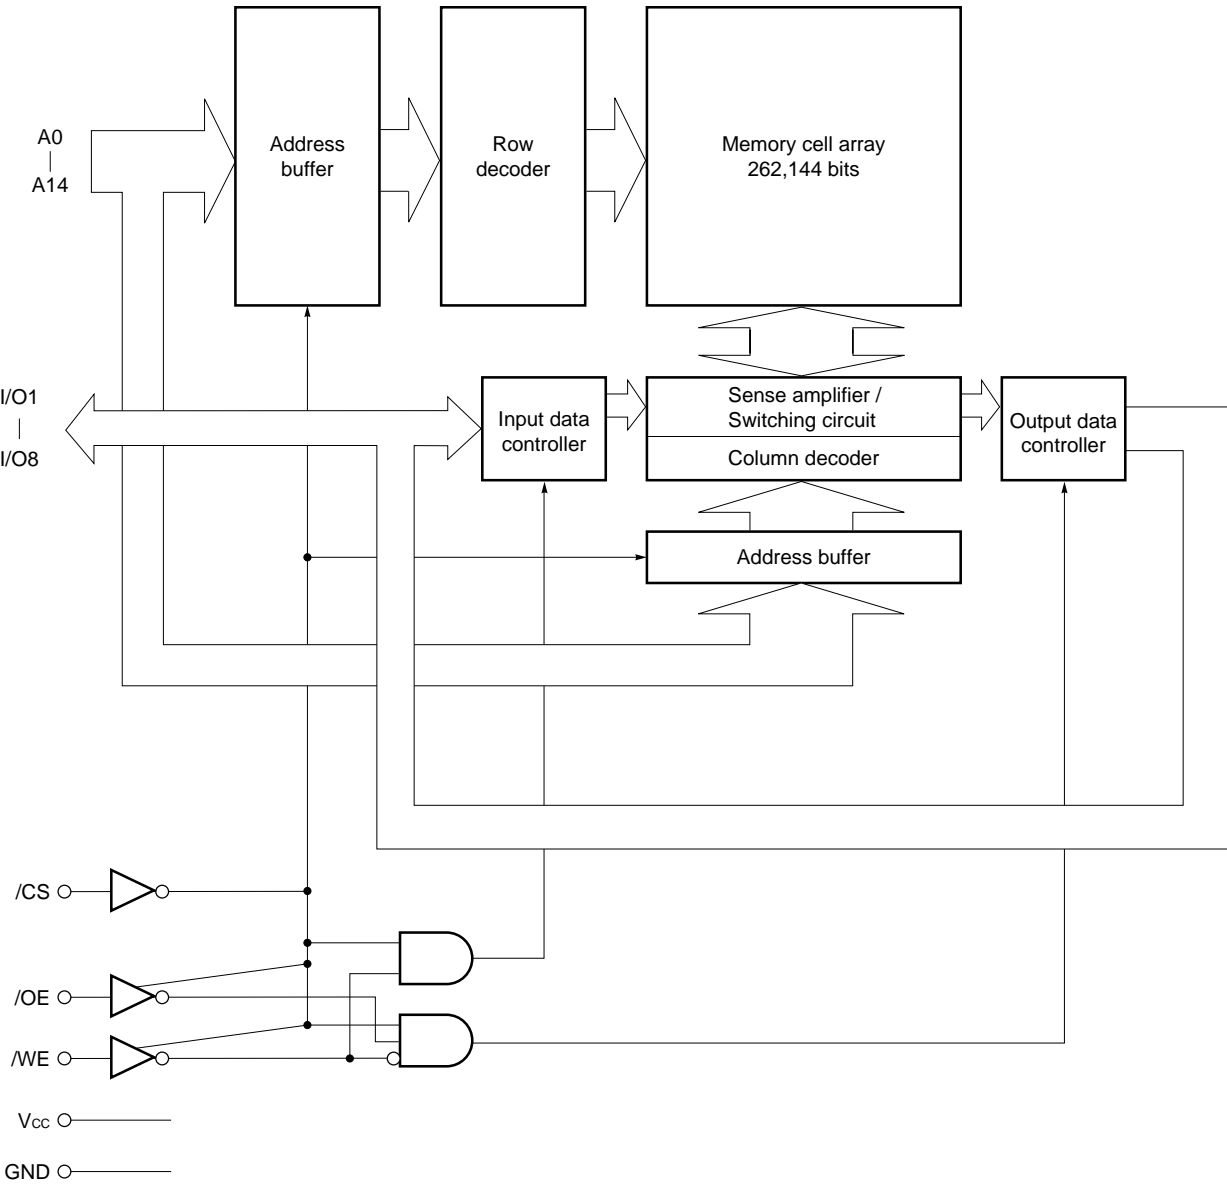 A0
A14
Address
buffer
Row
decoder
Memory cell array
262,144 bits
I/O1
I/O8
Input data
controller
Sense amplifier /
Switching circuit
Column decoder
Output data
controller
Address buffer
/CS
/OE
/WE
VCC
GND